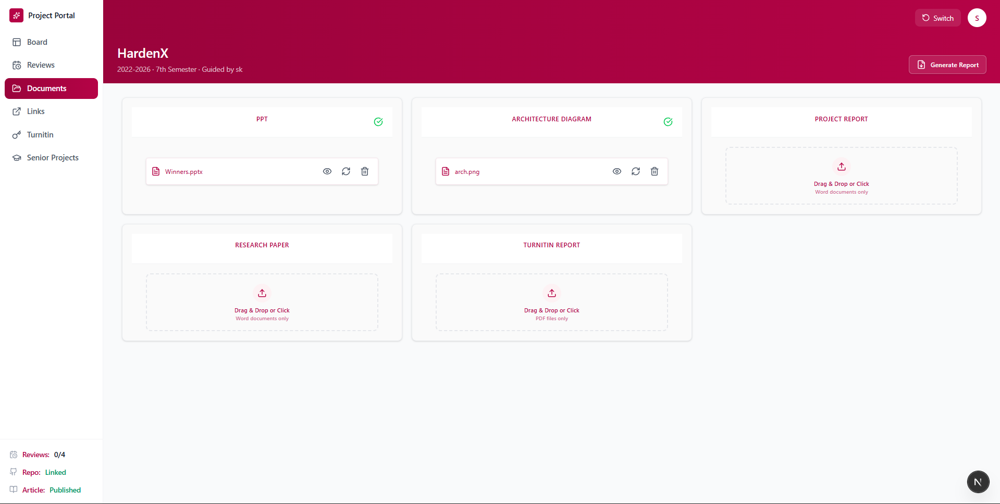 Project Portal
Board
Reviews
Documents
Links
Turnitin
Senior Projects
Reviews: 0/4
Repo: Linked
Article: Published
Switch
S
HardenX
2022-2026 · 7th Semester · Guided by sk
Generate Report
PPT
Winners.pptx
ARCHITECTURE DIAGRAM
arch.png
PROJECT REPORT
Drag & Drop or Click
Word documents only
RESEARCH PAPER
Drag & Drop or Click
Word documents only
TURNITIN REPORT
Drag & Drop or Click
PDF files only
N